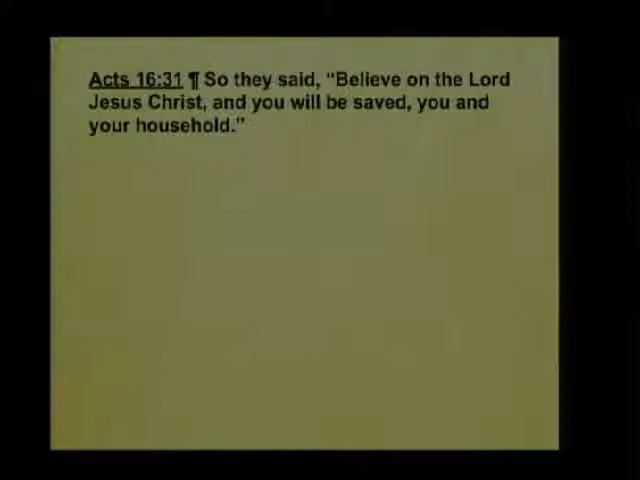 Acts 16:31 ¶ So they said, “Believe on the Lord
Jesus Christ, and you will be saved, you and
your household.”